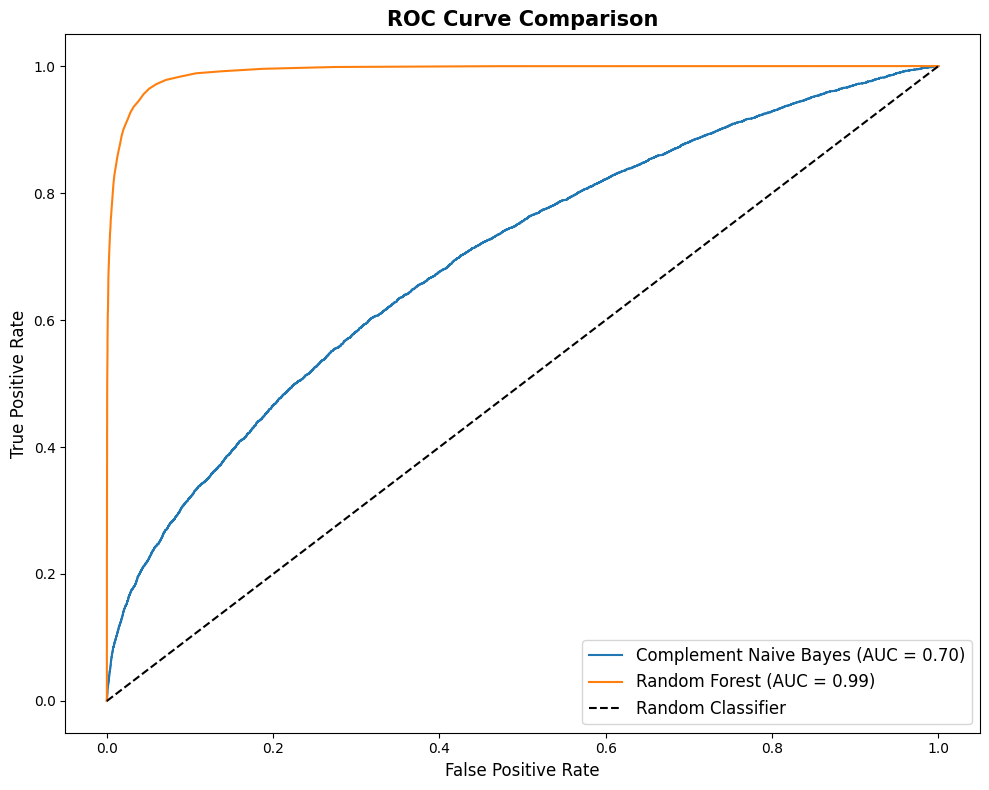 ROC Curve Comparison
True Positive Rate
1.0
0.8
0.6
0.4
0.2
0.0
0.0 0.2 0.4 0.6 0.8 1.0
False Positive Rate
Complement Naive Bayes (AUC = 0.70)
Random Forest (AUC = 0.99)
Random Classifier